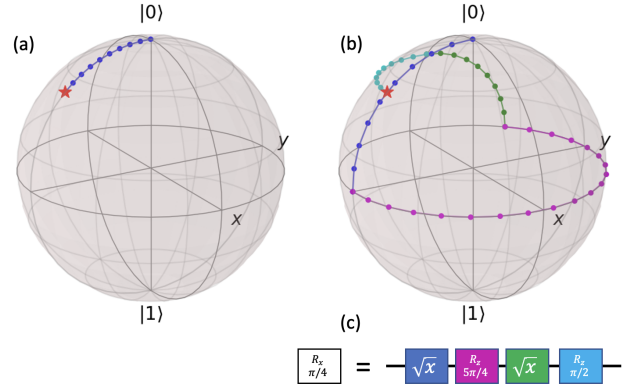 |0⟩
|0⟩
(a)
(b)
y
x
y
x
|1⟩
|1⟩
(c)
Rx
π/4
=
√x
Rz
5π/4
√x
Rz
π/2